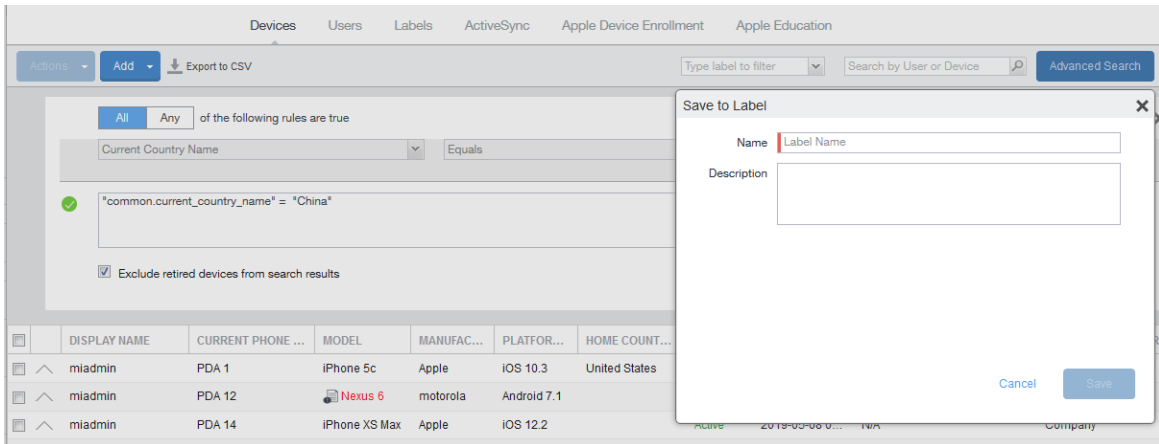 Devices Users Labels ActiveSync Apple Device Enrollment Apple Education
Actions Add Export to CSV Type label to filter Search by User or Device Advanced Search
Save to Label
All Any of the following rules are true
Name Label Name
Current Country Name Equals
Description
"common.current_country_name" = "China"
Exclude retired devices from search results
DISPLAY NAME CURRENT PHONE ... MODEL MANUFAC... PLATFOR... HOME COUNT...
miadmin PDA 1 iPhone 5c Apple iOS 10.3 United States
Cancel Save
miadmin PDA 12 Nexus 6 motorola Android 7.1
miadmin PDA 14 iPhone XS Max Apple iOS 12.2 Active 2019-05-08 0... N/A Company